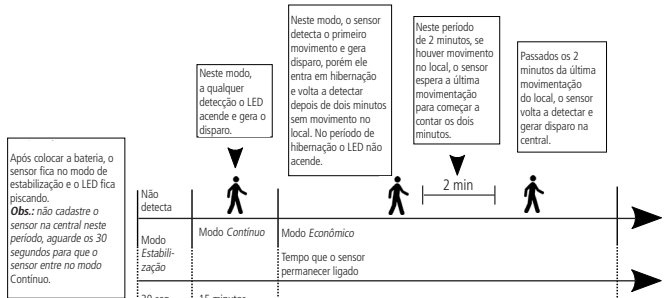 Após colocar a bateria, o
sensor fica no modo de
estabilização e o LED fica
piscando.
Obs.: não cadastre o
sensor na central neste
período, aguarde os 30
segundos para que o
sensor entre no modo
Contínuo.
Neste modo,
a qualquer
detecção o LED
acende e gera o
disparo.
Neste modo, o sensor
detecta o primeiro
movimento e gera
disparo, porém ele
entra em hibernação
e volta a detectar
depois de dois minutos
sem movimento no
local. No período de
hibernação o LED não
acende.
Neste período
de 2 minutos, se
houver movimento
no local, o sensor
espera a última
movimentação
para começar a
contar os dois
minutos.
Passados os 2
minutos da última
movimentação
do local, o sensor
volta a detectar e
gerar disparo na
central.
2 min
Não
detecta
Modo
Estabili-
zação
Modo Contínuo
Modo Econômico
Tempo que o sensor
permanecer ligado
30 seg
15 minutos